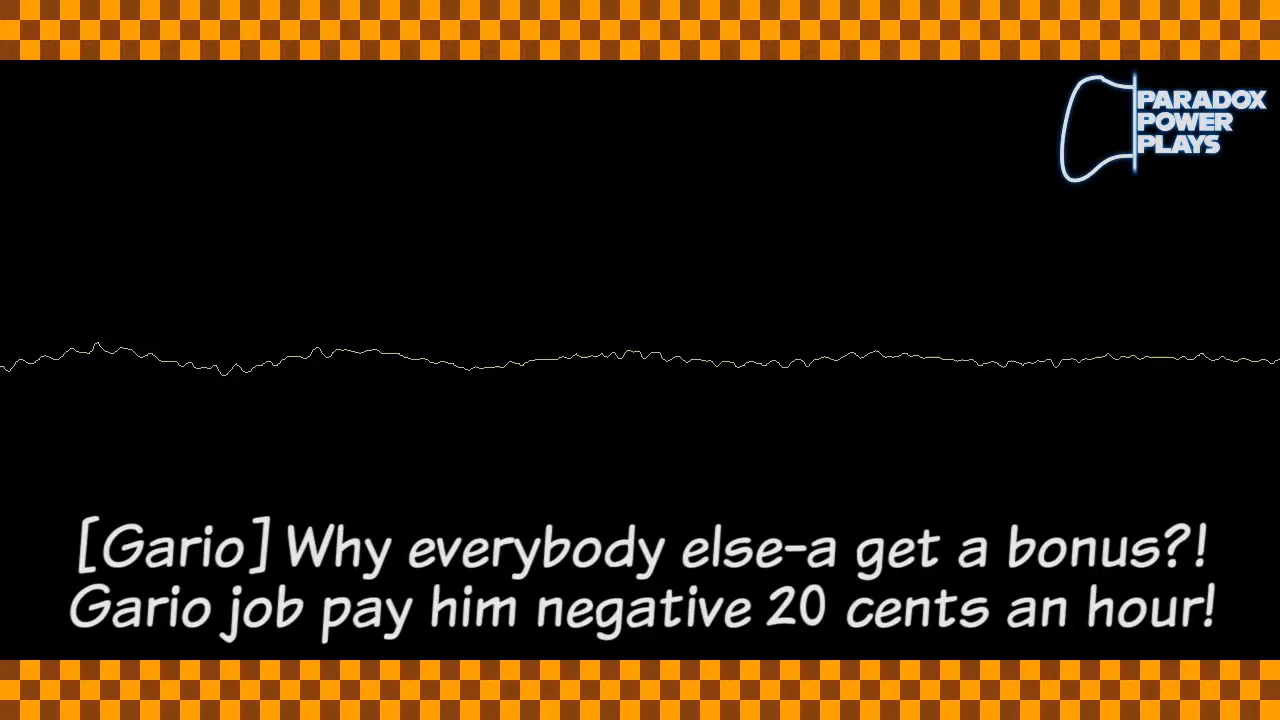 PARADOX
POWER
PLAYS
[Gario] Why everybody else-a get a bonus?!
Gario job pay him negative 20 cents an hour!